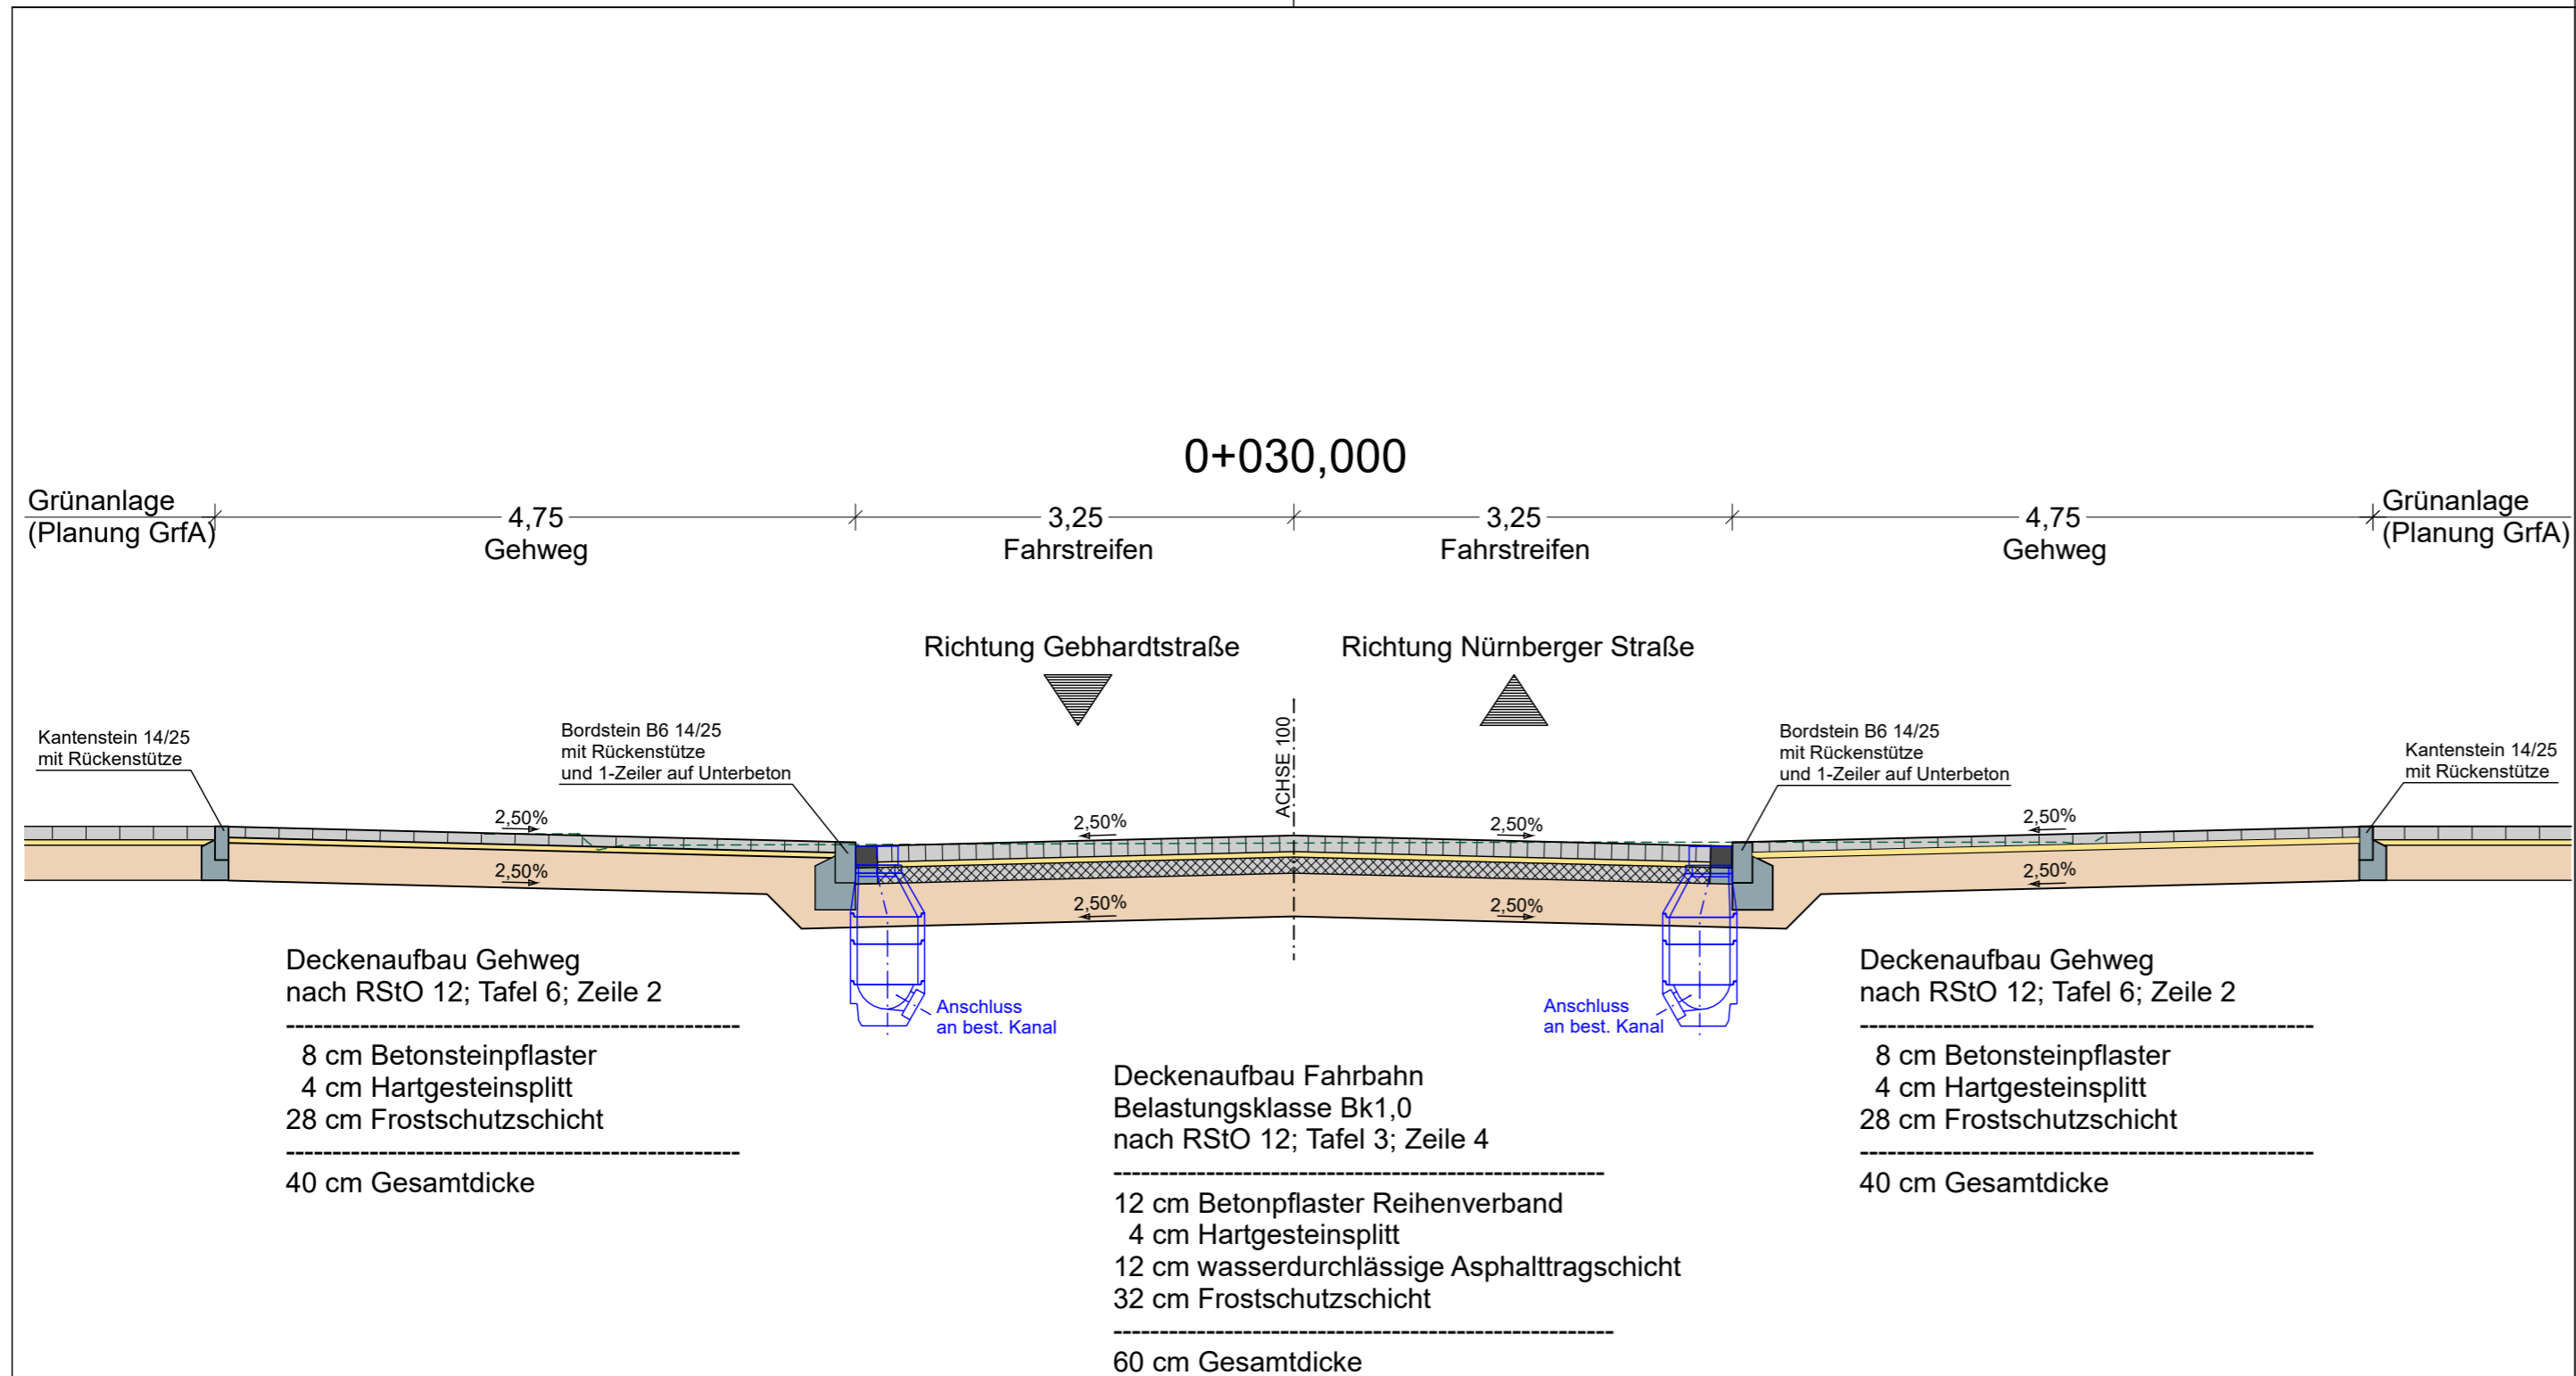 0+030,000
Grünanlage
(Planung GrfA)
4,75
Gehweg
3,25
Fahrstreifen
3,25
Fahrstreifen
4,75
Gehweg
Grünanlage
(Planung GrfA)
Richtung Gebhardtstraße
Richtung Nürnberger Straße
Kantenstein 14/25
mit Rückenstütze
Bordstein B6 14/25
mit Rückenstütze
und 1-Zeiler auf Unterbeton
ACHSE 100
Bordstein B6 14/25
mit Rückenstütze
und 1-Zeiler auf Unterbeton
Kantenstein 14/25
mit Rückenstütze
2,50%
2,50%
2,50%
2,50%
2,50%
2,50%
2,50%
2,50%
Deckenaufbau Gehweg
nach RStO 12; Tafel 6; Zeile 2
-------------------------------------------------
8 cm Betonsteinpflaster
4 cm Hartgesteinsplitt
28 cm Frostschutzschicht
-------------------------------------------------
40 cm Gesamtdicke
Anschluss
an best. Kanal
Anschluss
an best. Kanal
Deckenaufbau Fahrbahn
Belastungsklasse Bk1,0
nach RStO 12; Tafel 3; Zeile 4
-----------------------------------------------------
12 cm Betonpflaster Reihenverband
4 cm Hartgesteinsplitt
12 cm wasserdurchlässige Asphalttragschicht
32 cm Frostschutzschicht
------------------------------------------------------
60 cm Gesamtdicke
Deckenaufbau Gehweg
nach RStO 12; Tafel 6; Zeile 2
-------------------------------------------------
8 cm Betonsteinpflaster
4 cm Hartgesteinsplitt
28 cm Frostschutzschicht
-------------------------------------------------
40 cm Gesamtdicke